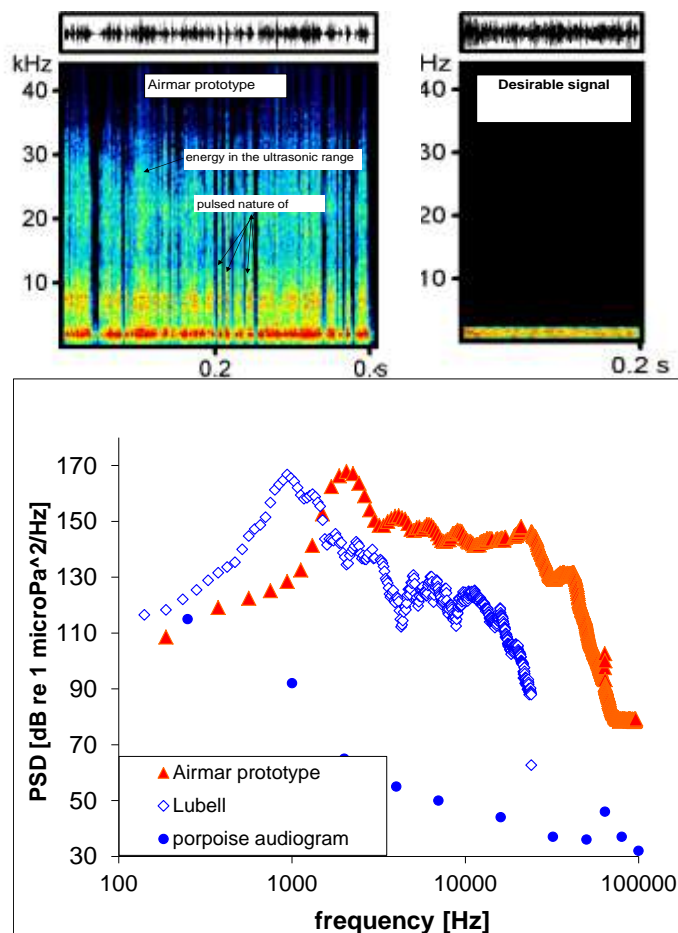 kHz
40
30
20
10
Airmar prototype
energy in the ultrasonic range
pulsed nature of
0.2
Hz
40
30
20
10
Desirable signal
0.2 s
170
150
130
110
90
70
50
30
PSD [dB re 1 microPa^2/Hz]
Airmar prototype
Lubell
porpoise audiogram
100
1000
10000
100000
frequency [Hz]